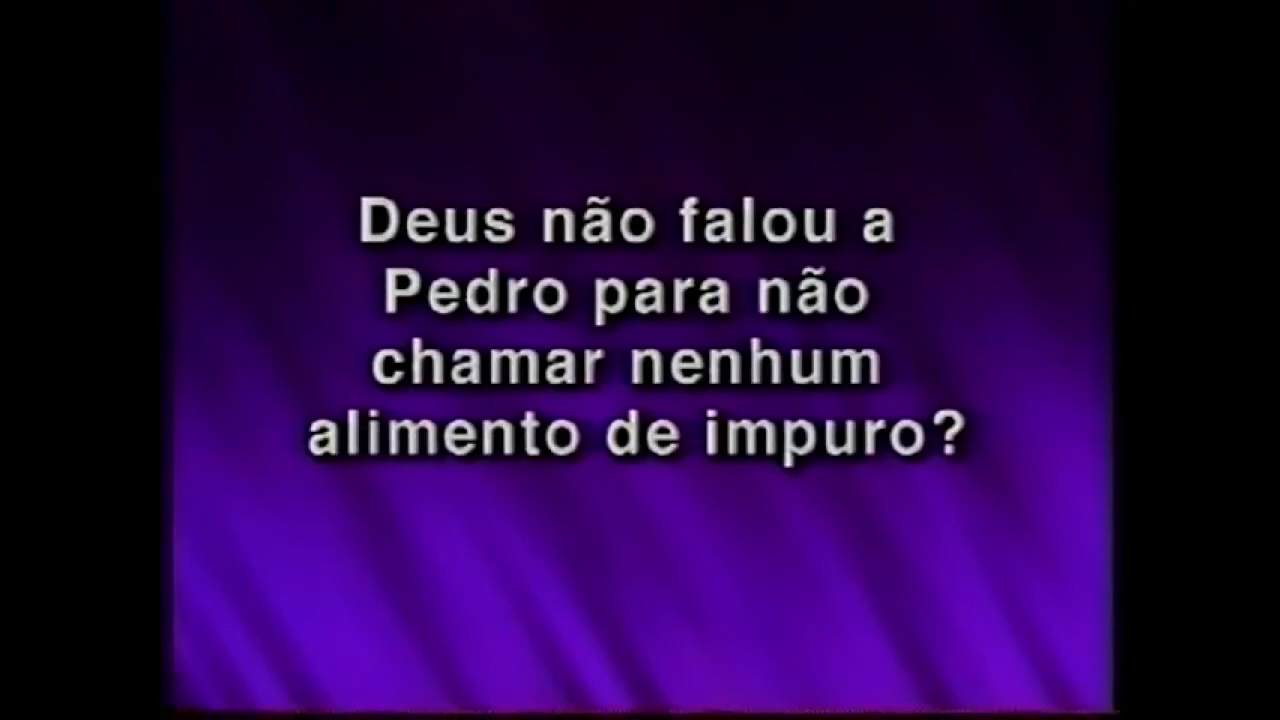 Deus não falou a
Pedro para não
chamar nenhum
alimento de impuro?